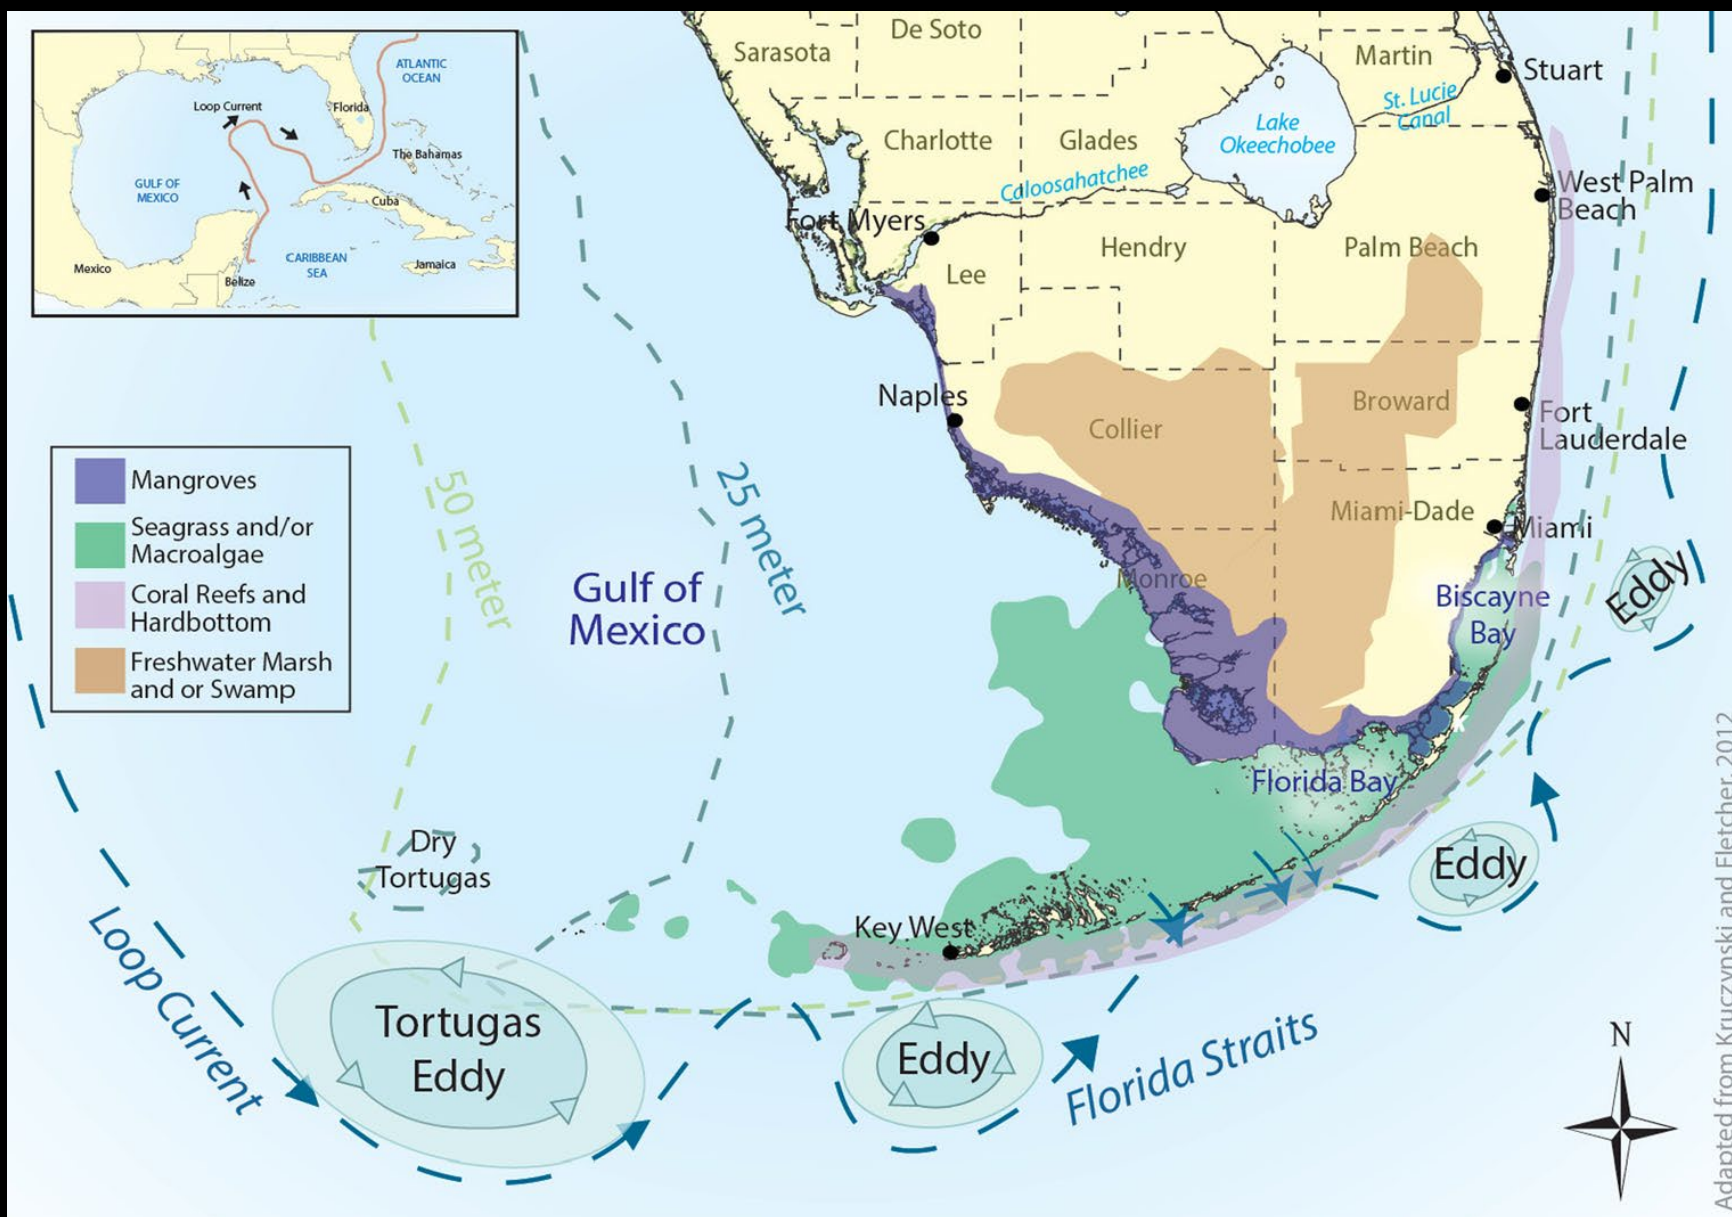 ATLANTIC
OCEAN
Loop Current
Florida
The Bahamas
GULF OF
MEXICO
Cuba
CARIBBEAN
SEA
Mexico
Belize
Jamaica
Sarasota
De Soto
Martin
Stuart
St. Lucie
Canal
Charlotte
Glades
Lake
Okeechobee
Caloosahatchee
West Palm
Beach
Fort Myers
Lee
Hendry
Palm Beach
Naples
Collier
Broward
Fort
Lauderdale
Mangroves
Seagrass and/or
Macroalgae
Coral Reefs and
Hardbottom
Freshwater Marsh
and or Swamp
50 meter
25 meter
Gulf of
Mexico
Monroe
Miami-Dade
Miami
Biscayne
Bay
Eddy
Florida Bay
Dry
Tortugas
Key West
Eddy
Loop Current
Tortugas
Eddy
Eddy
Florida Straits
N
Adapted from Kruczynski and Fletcher, 2012